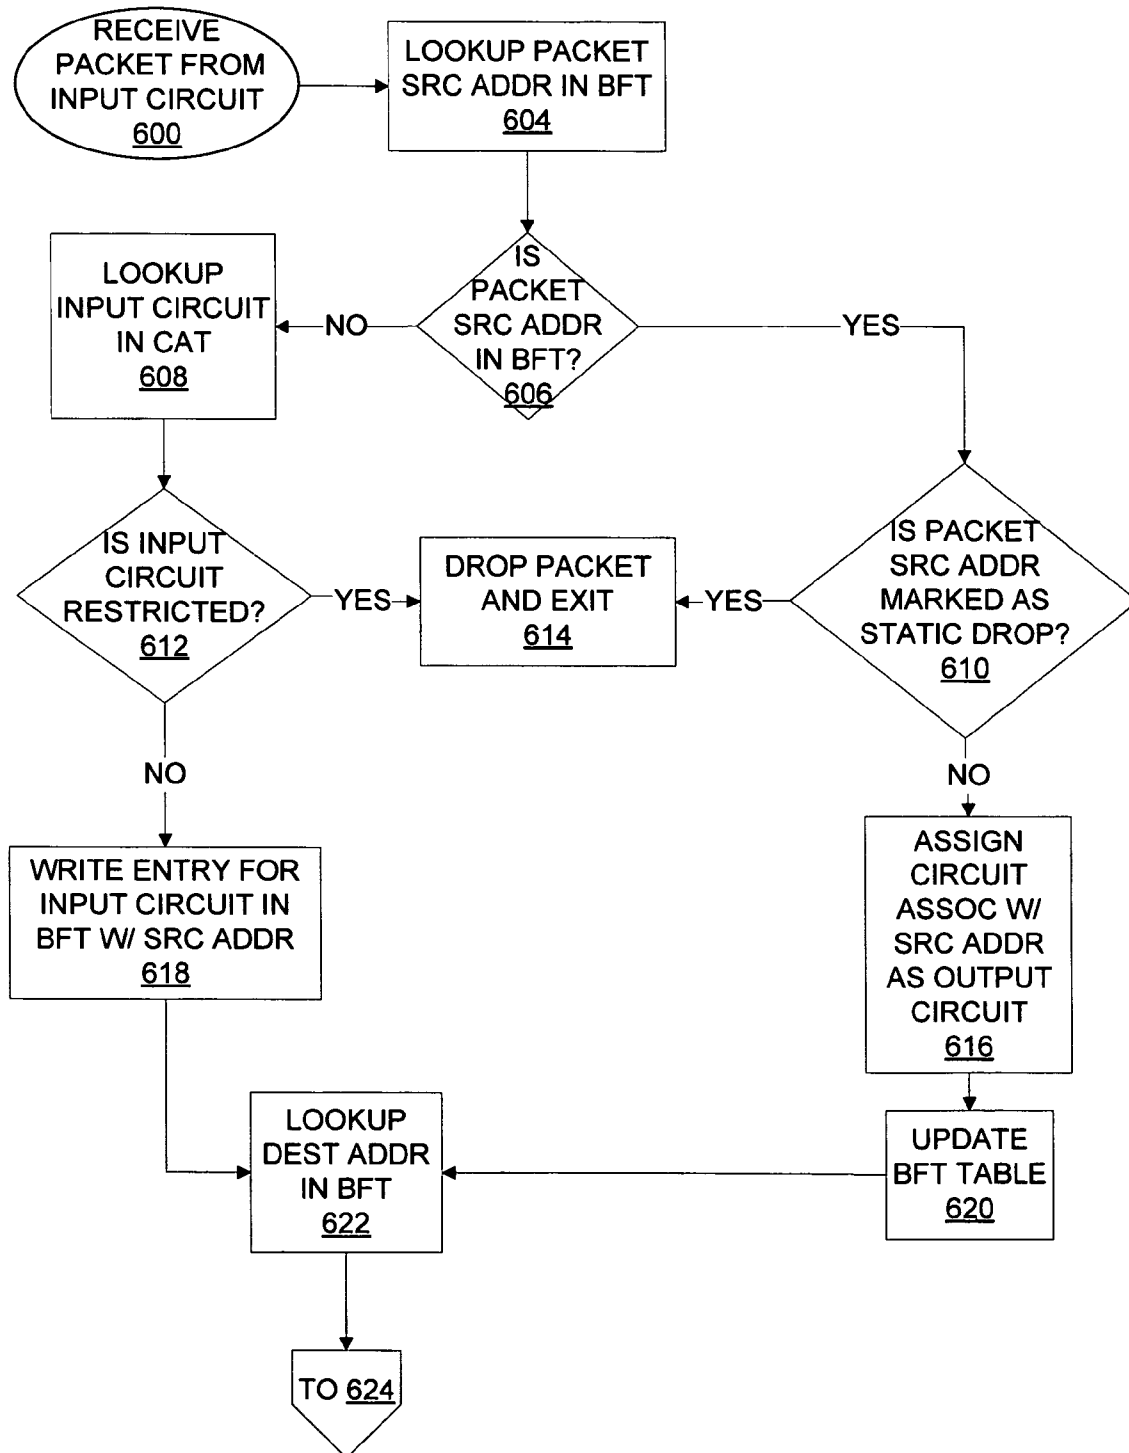 RECEIVE
PACKET FROM
INPUT CIRCUIT
600
LOOKUP PACKET
SRC ADDR IN BFT
604
IS
PACKET
SRC ADDR
IN BFT?
606
NO
YES
LOOKUP
INPUT CIRCUIT
IN CAT
608
IS INPUT
CIRCUIT
RESTRICTED?
612
YES
DROP PACKET
AND EXIT
614
YES
IS PACKET
SRC ADDR
MARKED AS
STATIC DROP?
610
NO
NO
WRITE ENTRY FOR
INPUT CIRCUIT IN
BFT W/ SRC ADDR
618
ASSIGN
CIRCUIT
ASSOC W/
SRC ADDR
AS OUTPUT
CIRCUIT
616
LOOKUP
DEST ADDR
IN BFT
622
UPDATE
BFT TABLE
620
TO 624